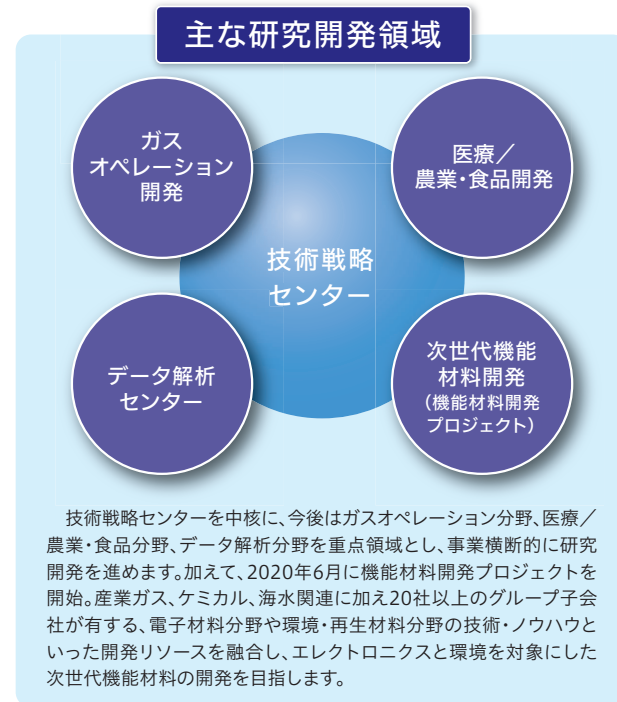 主な研究開発領域
ガス
オペレーション
開発
医療／
農業・食品開発
技術戦略
センター
データ解析
センター
次世代機能
材料開発
（機能材料開発
プロジェクト）
技術戦略センターを中核に、今後はガスオペレーション分野、医療／
農業・食品分野、データ解析分野を重点領域とし、事業横断的に研究
開発を進めます。加えて、2020年6月に機能材料開発プロジェクトを
開始。産業ガス、ケミカル、海水関連に加え20社以上のグループ子会
社が有する、電子材料分野や環境・再生材料分野の技術・ノウハウと
いった開発リソースを融合し、エレクトロニクスと環境を対象にした
次世代機能材料の開発を目指します。